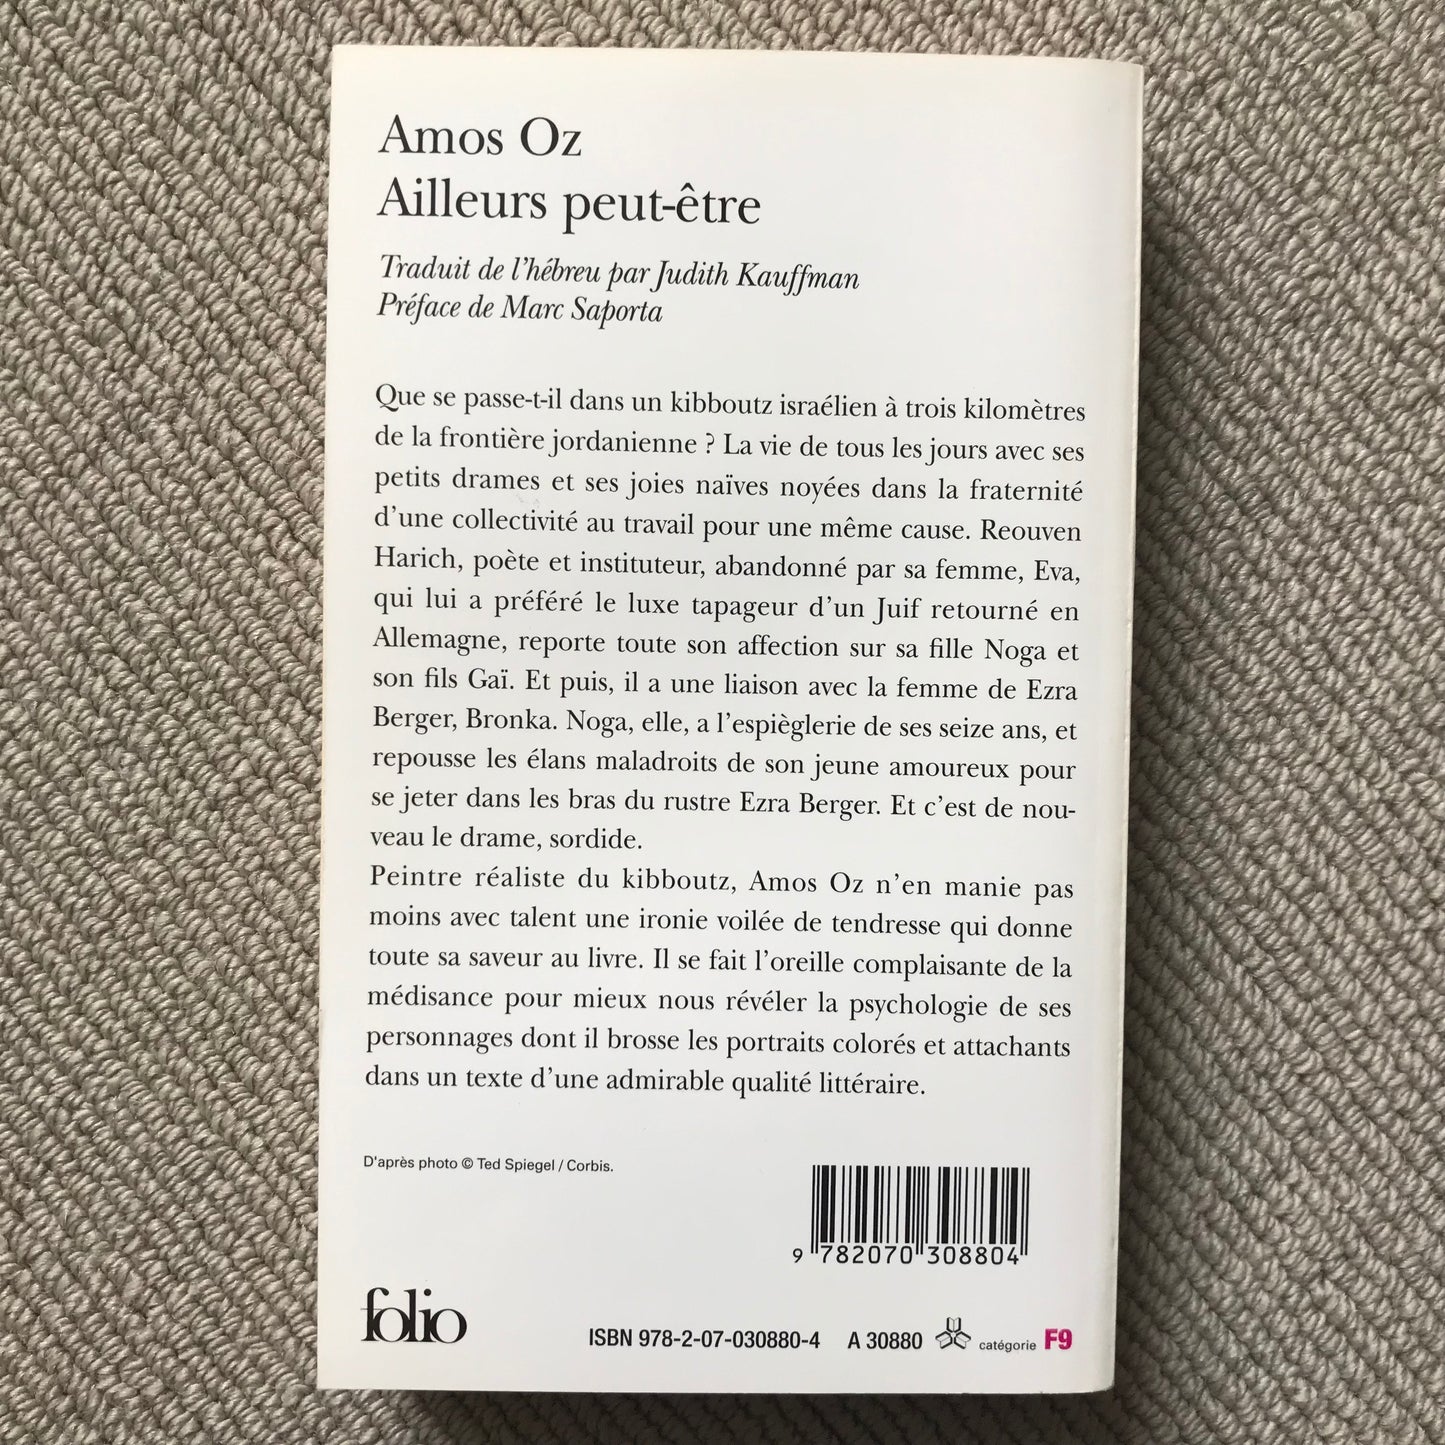 Amos Oz
Ailleurs peut-être
Traduit de l'hébreu par Judith Kauffman
Préface de Marc Saporta
Que se passe-t-il dans un kibboutz israélien à trois kilomètres
de la frontière jordanienne ? La vie de tous les jours avec ses
petits drames et ses joies naïves noyées dans la fraternité
d'une collectivité au travail pour une même cause. Reouven
Harich, poète et instituteur, abandonné par sa femme, Eva,
qui lui a préféré le luxe tapageur d'un Juif retourné en
Allemagne, reporte toute son affection sur sa fille Noga et
son fils Gaï. Et puis, il a une liaison avec la femme de Ezra
Berger, Bronka. Noga, elle, a l'espièglerie de ses seize ans, et
repousse les élans maladroits de son jeune amoureux pour
se jeter dans les bras du rustre Ezra Berger. Et c'est de nou-
veau le drame, sordide.
Peintre réaliste du kibboutz, Amos Oz n'en manie pas
moins avec talent une ironie voilée de tendresse qui donne
toute sa saveur au livre. Il se fait l'oreille complaisante de la
médisance pour mieux nous révéler la psychologie de ses
personnages dont il brosse les portraits colorés et attachants
dans un texte d'une admirable qualité littéraire.
D'après photo © Ted Spiegel / Corbis.
9 782070 308804
folio
ISBN 978-2-07-030880-4 A 30880 catégorie F9